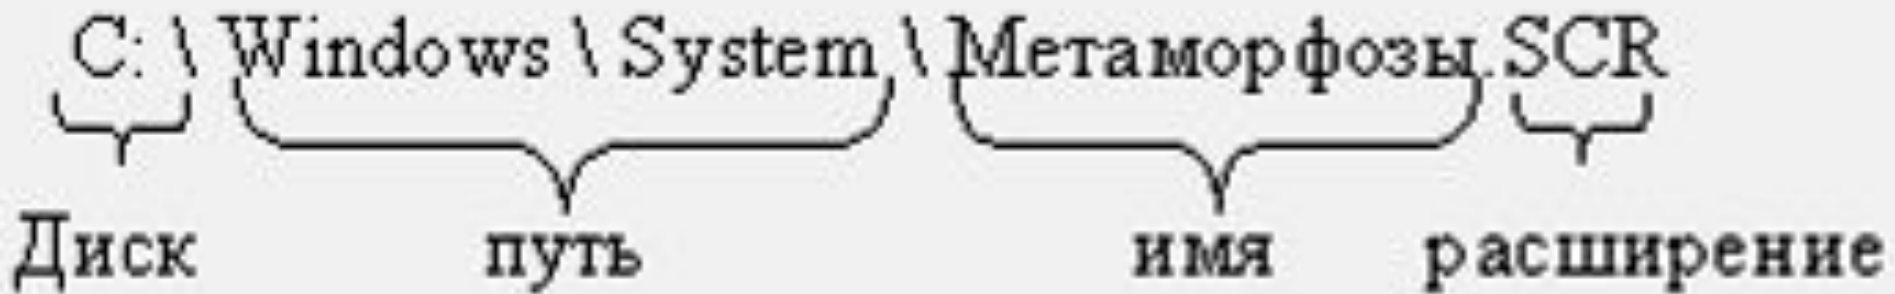 C:\Windows\System\Метаморфозы.SCR
Диск путь имя расширение